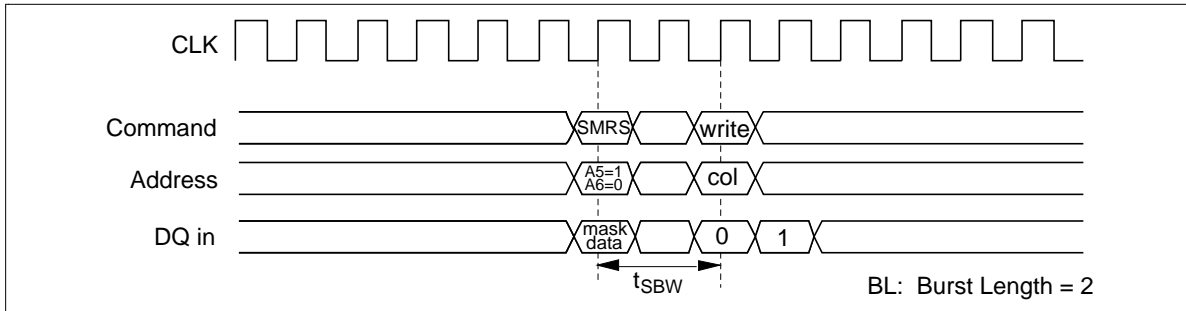 CLK
Command SMRS write
Address A5=1 A6=0 col
DQ in mask data 0 1
tSBW
BL: Burst Length = 2